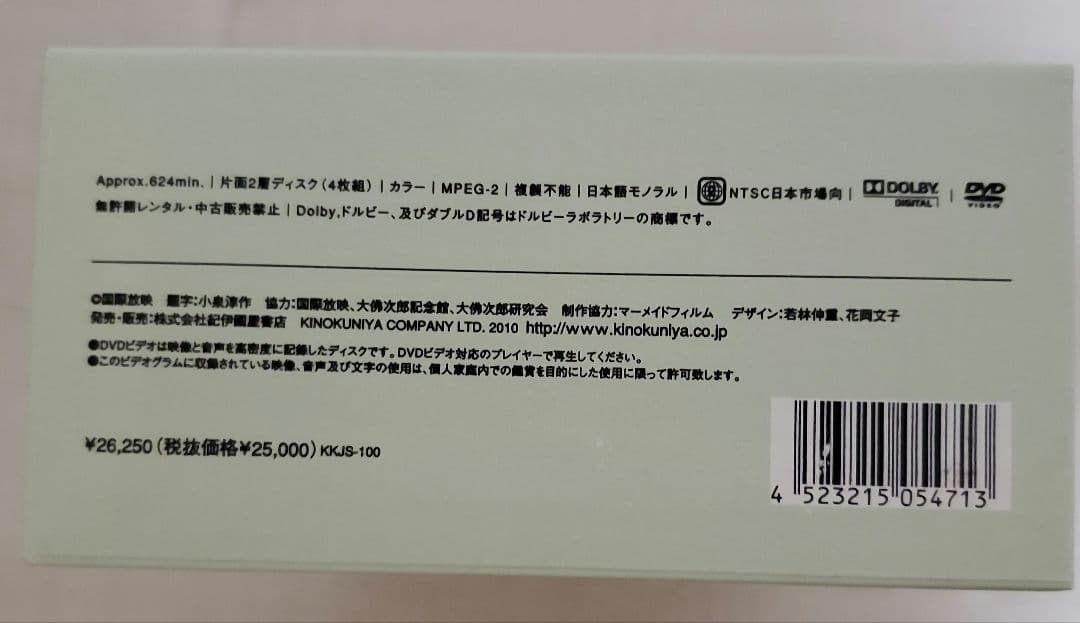 Approx.624min. | 片面2層ディスク(4枚組) | カラー | MPEG-2 | 複製不能 | 日本語モノラル | NTSC日本市場向 | DOLBY DIGITAL | DVD VIDEO
無許可レンタル・中古販売禁止 | Dolby,ドルビー、及びダブルD記号はドルビーラボラトリーの商標です。
©国際放映 題字:小泉淳作 協力:国際放映、大佛次郎記念館、大佛次郎研究会 制作協力:マーメイドフィルム デザイン:若林伸重、花岡文子
発売・販売:株式会社紀伊國屋書店 KINOKUNIYA COMPANY LTD. 2010 http://www.kinokuniya.co.jp
●DVDビデオは映像と音声を高密度に記録したディスクです。DVDビデオ対応のプレイヤーで再生してください。
●このビデオグラムに収録されている映像、音声及び文字の使用は、個人家庭内での鑑賞を目的にした使用に限って許可致します。
¥26,250(税抜価格¥25,000) KKJS-100
4 523215 054713